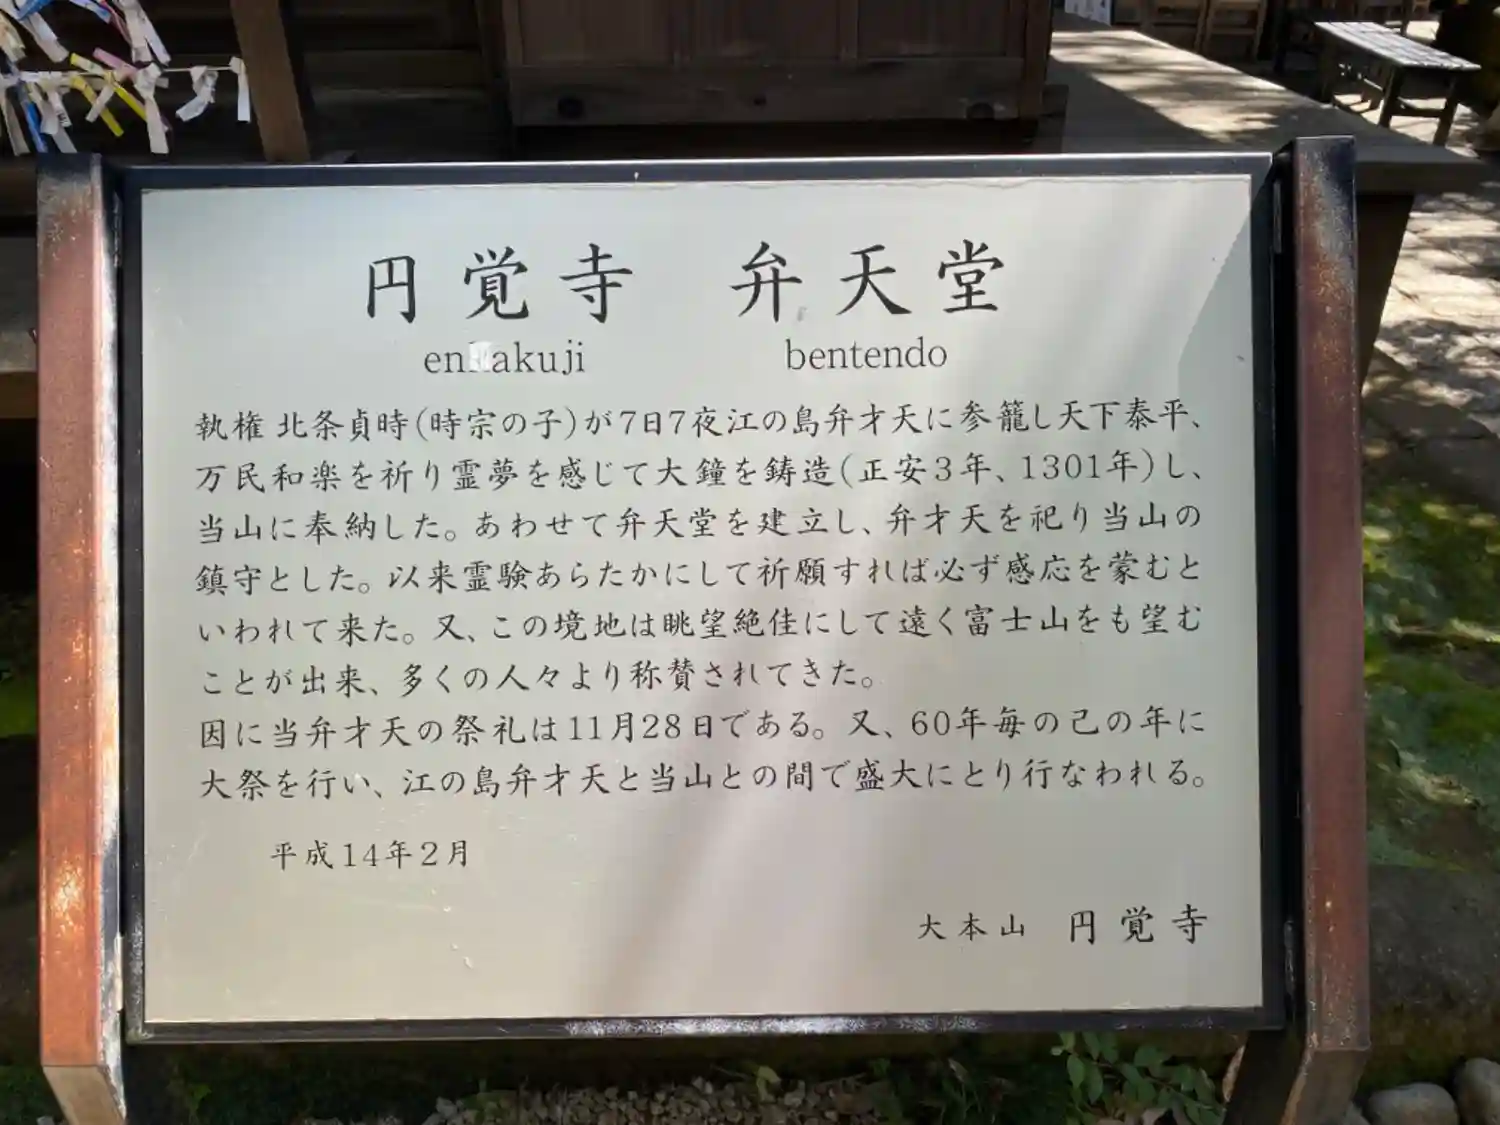 円覚寺 弁天堂
enkakuji bentendo
執権 北条貞時(時宗の子)が7日7夜江の島弁才天に参籠し天下泰平、
万民和楽を祈り霊夢を感じて大鐘を鋳造(正安3年、1301年)し、
当山に奉納した。あわせて弁天堂を建立し、弁才天を祀り当山の
鎮守とした。以来霊験あらたかにして祈願すれば必ず感応を蒙むと
いわれて来た。又、この境地は眺望絶佳にして遠く富士山をも望む
ことが出来、多くの人々より称賛されてきた。
因に当弁才天の祭礼は11月28日である。又、60年毎の己の年に
大祭を行い、江の島弁才天と当山との間で盛大にとり行なわれる。
平成14年2月
大本山 円覚寺